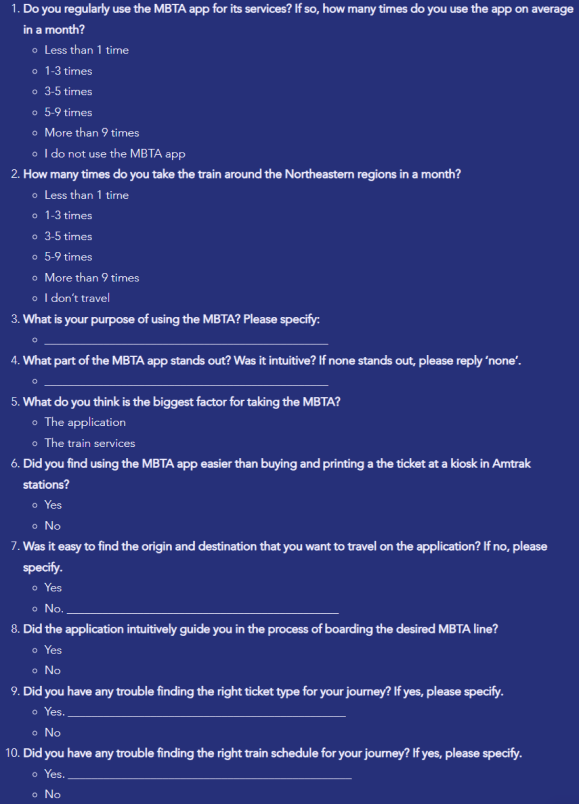 1. Do you regularly use the MBTA app for its services? If so, how many times do you use the app on average
in a month?
Less than 1 time
1-3 times
3-5 times
5-9 times
More than 9 times
I do not use the MBTA app
2. How many times do you take the train around the Northeastern regions in a month?
Less than 1 time
1-3 times
3-5 times
5-9 times
More than 9 times
I don't travel
3. What is your purpose of using the MBTA? Please specify:
4. What part of the MBTA app stands out? Was it intuitive? If none stands out, please reply 'none'.
5. What do you think is the biggest factor for taking the MBTA?
The application
The train services
6. Did you find using the MBTA app easier than buying and printing a the ticket at a kiosk in Amtrak
stations?
Yes
No
7. Was it easy to find the origin and destination that you want to travel on the application? If no, please
specify.
Yes
No.
8. Did the application intuitively guide you in the process of boarding the desired MBTA line?
Yes
No
9. Did you have any trouble finding the right ticket type for your journey? If yes, please specify.
Yes.
No
10. Did you have any trouble finding the right train schedule for your journey? If yes, please specify.
Yes.
No